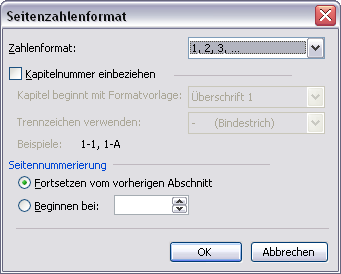 Seitenzahlenformat
Zahlenformat: 1, 2, 3, ...
Kapitelnummer einbeziehen
Kapitel beginnt mit Formatvorlage: Überschrift 1
Trennzeichen verwenden: - (Bindestrich)
Beispiele: 1-1, 1-A
Seitennummerierung
Fortsetzen vom vorherigen Abschnitt
Beginnen bei:
OK Abbrechen